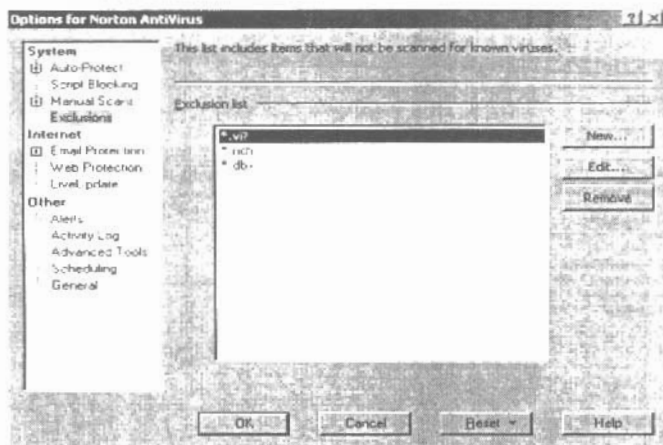 Options for Norton AntiVirus
System
Auto-Protect
Script Blocking
Manual Scans
Exclusions
Internet
Email Protection
Web Protection
LiveUpdate
Other
Alerts
Activity Log
Advanced Tools
Scheduling
General
This list includes items that will not be scanned for known viruses.
Exclusion list
*.vi?
New...
Edit...
Remove
OK
Cancel
Reset
Help